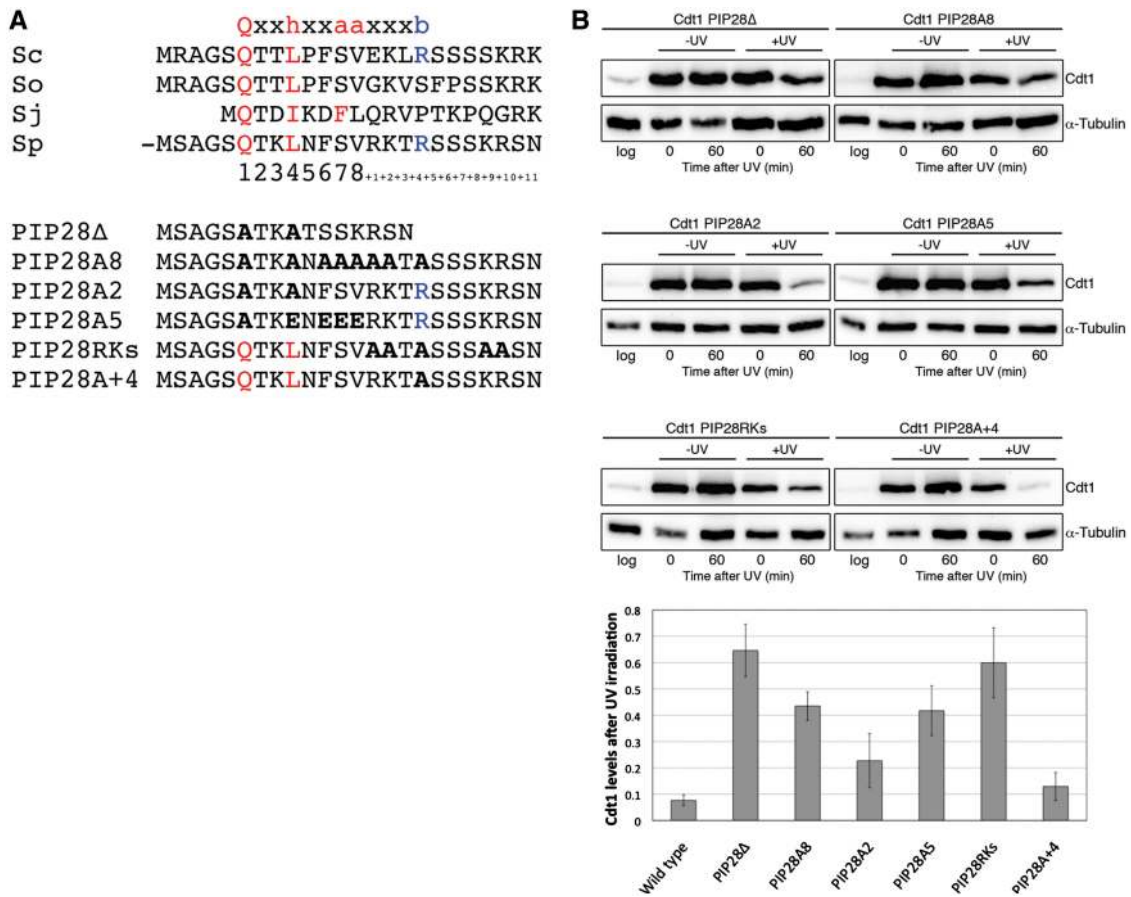 A
Qxxhxxaaxxxb
Sc MRAGSQTTLPFSVEKLRSSSSKRK
So MRAGSQTTLPFSVGKVSFPSSSKRK
Sj MQTDIKDFLQRVPTKPQGRK
Sp -MSAGSQTKLNFSVRKTRSSSKRSN
12345678+1+2+3+4+5+6+7+8+9+10+11
PIP28Δ MSAGSATKATSSKRSN
PIP28A8 MSAGSATKANAAAAATASSSKRSN
PIP28A2 MSAGSATKANFSVRKTRSSSKRSN
PIP28A5 MSAGSATKENEEERKTRSSSKRSN
PIP28RKs MSAGSQTKLNFSVAATASSSAASN
PIP28A+4 MSAGSQTKLNFSVRKTASSSKRSN
B
Cdt1 PIP28Δ Cdt1 PIP28A8
-UV +UV -UV +UV
Cdt1
α-Tubulin
log 0 60 0 60 log 0 60 0 60
Time after UV (min) Time after UV (min)
Cdt1 PIP28A2 Cdt1 PIP28A5
-UV +UV -UV +UV
Cdt1
α-Tubulin
log 0 60 0 60 log 0 60 0 60
Time after UV (min) Time after UV (min)
Cdt1 PIP28RKs Cdt1 PIP28A+4
-UV +UV -UV +UV
Cdt1
α-Tubulin
log 0 60 0 60 log 0 60 0 60
Time after UV (min) Time after UV (min)
Cdt1 levels after UV irradiation
0.8
0.7
0.6
0.5
0.4
0.3
0.2
0.1
0
Wild type PIP28Δ PIP28A8 PIP28A2 PIP28A5 PIP28RKs PIP28A+4